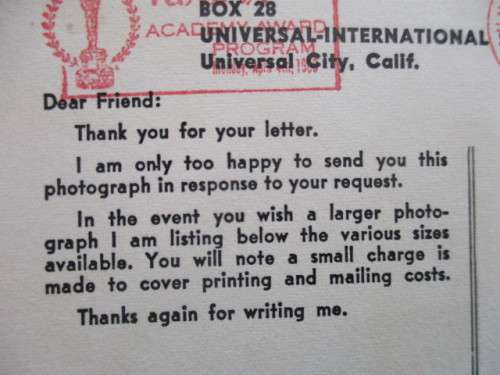 BOX 28
ACADEMY AWARD
UNIVERSAL-INTERNATIONAL
PROGRAM
Universal City, Calif.
Monday, April 4th,
Dear Friend:
Thank you for your letter.
I am only too happy to send you this
photograph in response to your request.
In the event you wish a larger photo-
graph I am listing below the various sizes
available. You will note a small charge is
made to cover printing and mailing costs.
Thanks again for writing me.